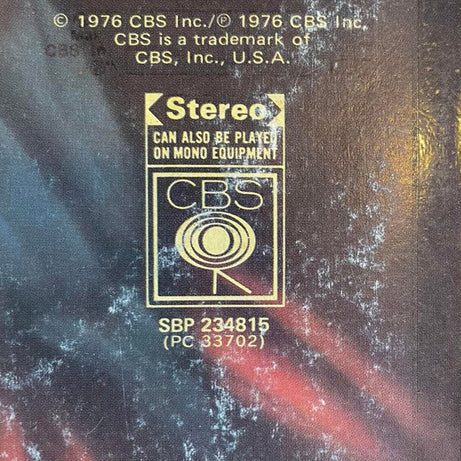 © 1976 CBS Inc./℗ 1976 CBS Inc.
CBS is a trademark of
CBS, Inc., U.S.A.
Stereo
CAN ALSO BE PLAYED
ON MONO EQUIPMENT
CBS
SBP 234815
(PC 33702)